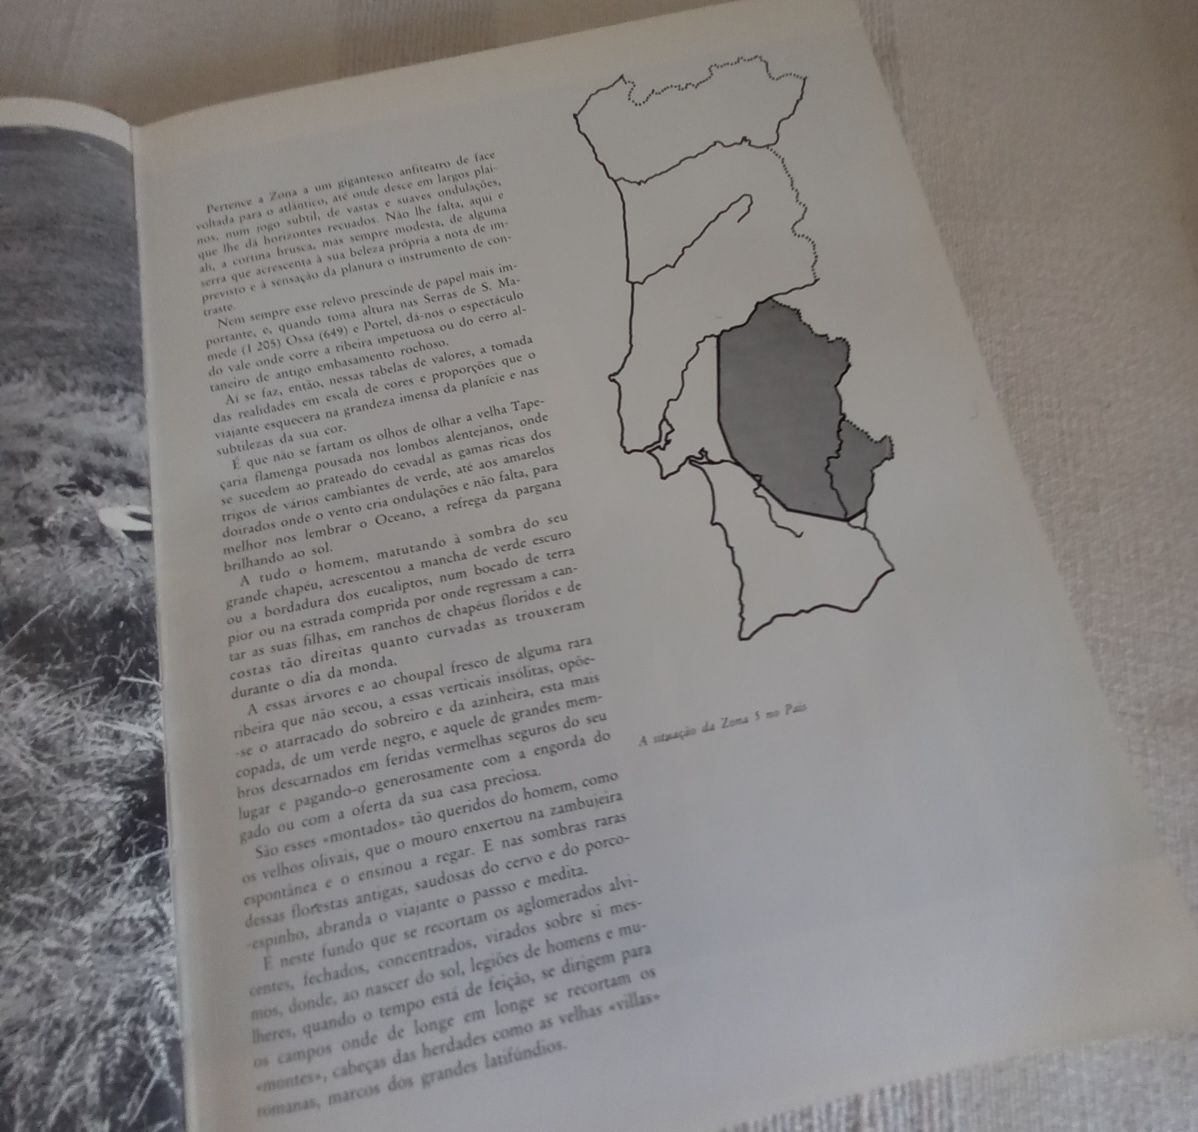 Pertence a Zona a um gigantesco anfiteatro de face
voltada para o atlântico, até onde desce em largos plai-
nos, num jogo subtil, de vastas e suaves ondulações,
que lhe dá horizontes recuados. Não lhe falta, aqui e
ali, a cortina brusca, mas sempre modesta, de alguma
serra que acrescenta à sua beleza própria a nota de im-
previsto e à sensação da planura o instrumento de con-
traste.
Nem sempre esse relevo prescinde de papel mais im-
portante, e, quando toma altura nas Serras de S. Ma-
mede (1 205) Ossa (649) e Portel, dá-nos o espectáculo
do vale onde corre a ribeira impetuosa ou do cerro al-
taneiro de antigo embasamento rochoso.
Aí se faz, então, nessas tabelas de valores, a tomada
das realidades em escala de cores e proporções que o
viajante esquecera na grandeza imensa da planície e nas
subtilezas da sua cor.
É que não se fartam os olhos de olhar a velha Tape-
çaria flamenga pousada nos lombos alentejanos, onde
se sucedem ao prateado do cevadal as gamas ricas dos
trigos de vários cambiantes de verde, até aos amarelos
doirados onde o vento cria ondulações e não falta, para
melhor nos lembrar o Oceano, a refrega da pargana
brilhando ao sol.
A tudo o homem, matutando à sombra do seu
grande chapéu, acrescentou a mancha de verde escuro
ou a bordadura dos eucaliptos, num bocado de terra
pior ou na estrada comprida por onde regressam a can-
tar as suas filhas, em ranchos de chapéus floridos e de
costas tão direitas quanto curvadas as trouxeram
durante o dia da monda.
A essas árvores e ao choupal fresco de alguma rara
ribeira que não secou, a essas verticais insólitas, opõe-
-se o atarracado do sobreiro e da azinheira, esta mais
copada, de um verde negro, e aquele de grandes mem-
bros descarnados em feridas vermelhas seguros do seu
lugar e pagando-o generosamente com a engorda do
gado ou com a oferta da sua casa preciosa.
São esses «montados» tão queridos do homem, como
os velhos olivais, que o mouro enxertou na zambujeira
espontânea e o ensinou a regar. E nas sombras raras
dessas florestas antigas, saudosas do cervo e do porco-
-espinho, abranda o viajante o passso e medita.
É neste fundo que se recortam os aglomerados alvi-
centes, fechados, concentrados, virados sobre si mes-
mos, donde, ao nascer do sol, legiões de homens e mu-
lheres, quando o tempo está de feição, se dirigem para
os campos onde de longe em longe se recortam os
«montes», cabeças das herdades como as velhas «villas»
romanas, marcos dos grandes latifúndios.
A situação da Zona 5 no País